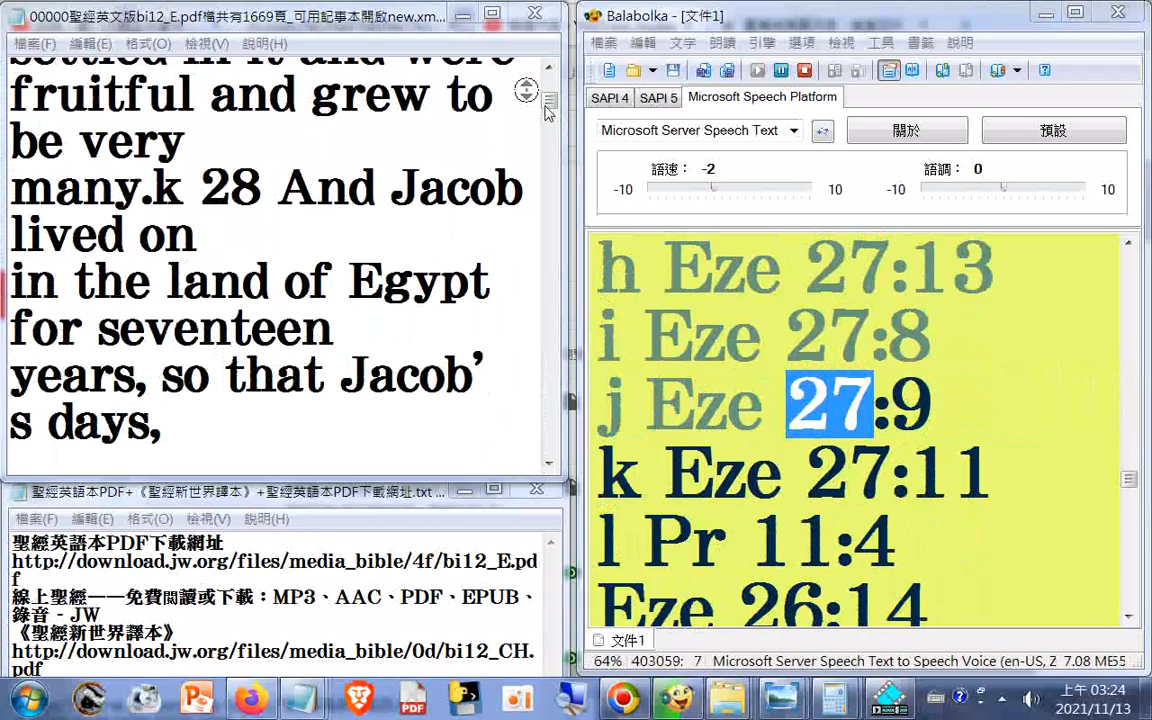 00000聖經英文版bi12_E.pdf檔共有1669頁_可用記事本開啟new.xm...
檔案(F) 編輯(E) 格式(O) 檢視(V) 說明(H)
settled in it and were
fruitful and grew to
be very
many.k 28 And Jacob
lived on
in the land of Egypt
for seventeen
years, so that Jacob'
s days,
聖經英語本PDF+《聖經新世界譯本》+聖經英語本PDF下載網址.txt ...
檔案(F) 編輯(E) 格式(O) 檢視(V) 說明(H)
聖經英語本PDF下載網址
http://download.jw.org/files/media_bible/4f/bi12_E.pd
f
線上聖經——免費閱讀或下載：MP3、AAC、PDF、EPUB、
錄音 - JW
《聖經新世界譯本》
http://download.jw.org/files/media_bible/0d/bi12_CH.
pdf
Balabolka - [文件1]
檔案 編輯 文字 朗讀 引擎 選項 檢視 工具 書籤 說明
SAPI 4 SAPI 5 Microsoft Speech Platform
Microsoft Server Speech Text 關於 預設
語速： -2 語調： 0
-10 10 -10 10
h Eze 27:13
i Eze 27:8
j Eze 27:9
k Eze 27:11
l Pr 11:4
Eze 26:14
文件1
64% 403059: 7 Microsoft Server Speech Text to Speech Voice (en-US, Z 7.08 ME55
上午 03:24
2021/11/13